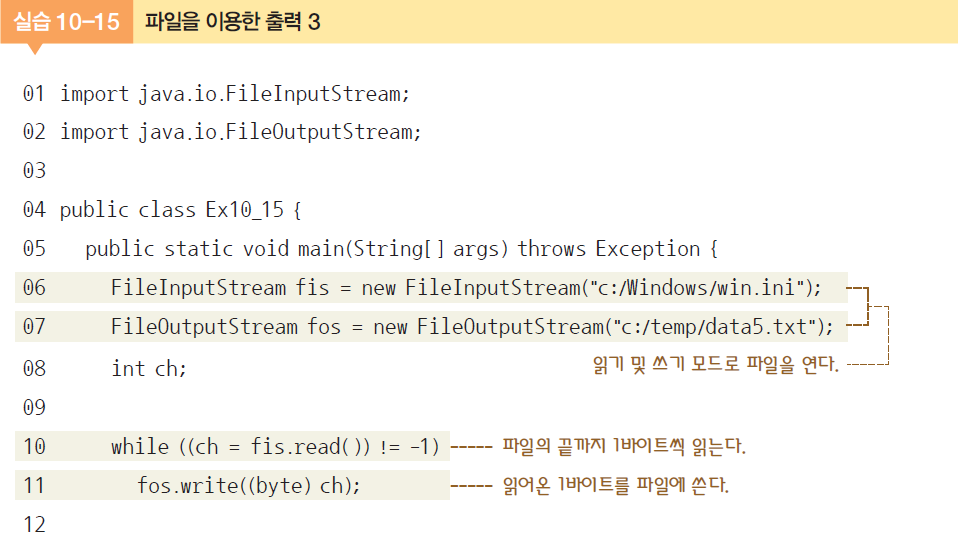 실습 10-15 파일을 이용한 출력 3
01 import java.io.FileInputStream;
02 import java.io.FileOutputStream;
03
04 public class Ex10_15 {
05 public static void main(String[] args) throws Exception {
06 FileInputStream fis = new FileInputStream("c:/Windows/win.ini");
07 FileOutputStream fos = new FileOutputStream("c:/temp/data5.txt");
08 int ch; 읽기 및 쓰기 모드로 파일을 연다.
09
10 while ((ch = fis.read()) != -1) 파일의 끝까지 1바이트씩 읽는다.
11 fos.write((byte) ch); 읽어온 1바이트를 파일에 쓴다.
12